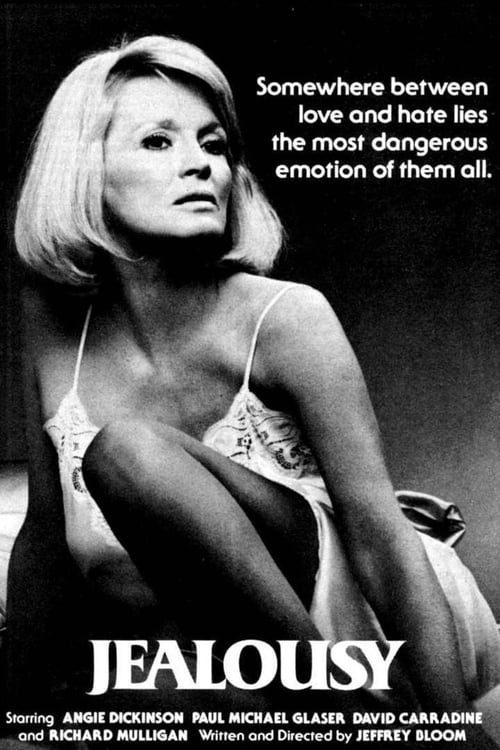 Somewhere between
love and hate lies
the most dangerous
emotion of them all.
JEALOUSY
Starring ANGIE DICKINSON PAUL MICHAEL GLASER DAVID CARRADINE
and RICHARD MULLIGAN Written and Directed by JEFFREY BLOOM